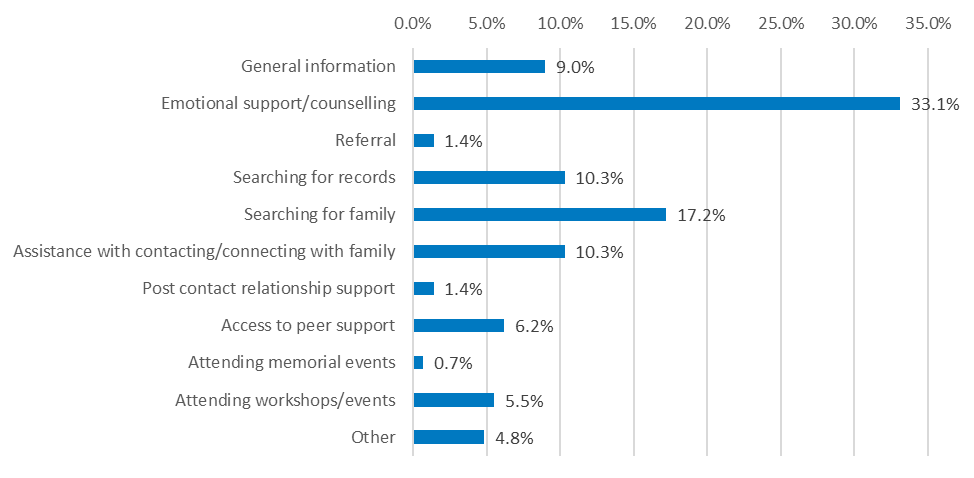 0.0% 5.0% 10.0% 15.0% 20.0% 25.0% 30.0% 35.0%
General information 9.0%
Emotional support/counselling 33.1%
Referral 1.4%
Searching for records 10.3%
Searching for family 17.2%
Assistance with contacting/connecting with family 10.3%
Post contact relationship support 1.4%
Access to peer support 6.2%
Attending memorial events 0.7%
Attending workshops/events 5.5%
Other 4.8%